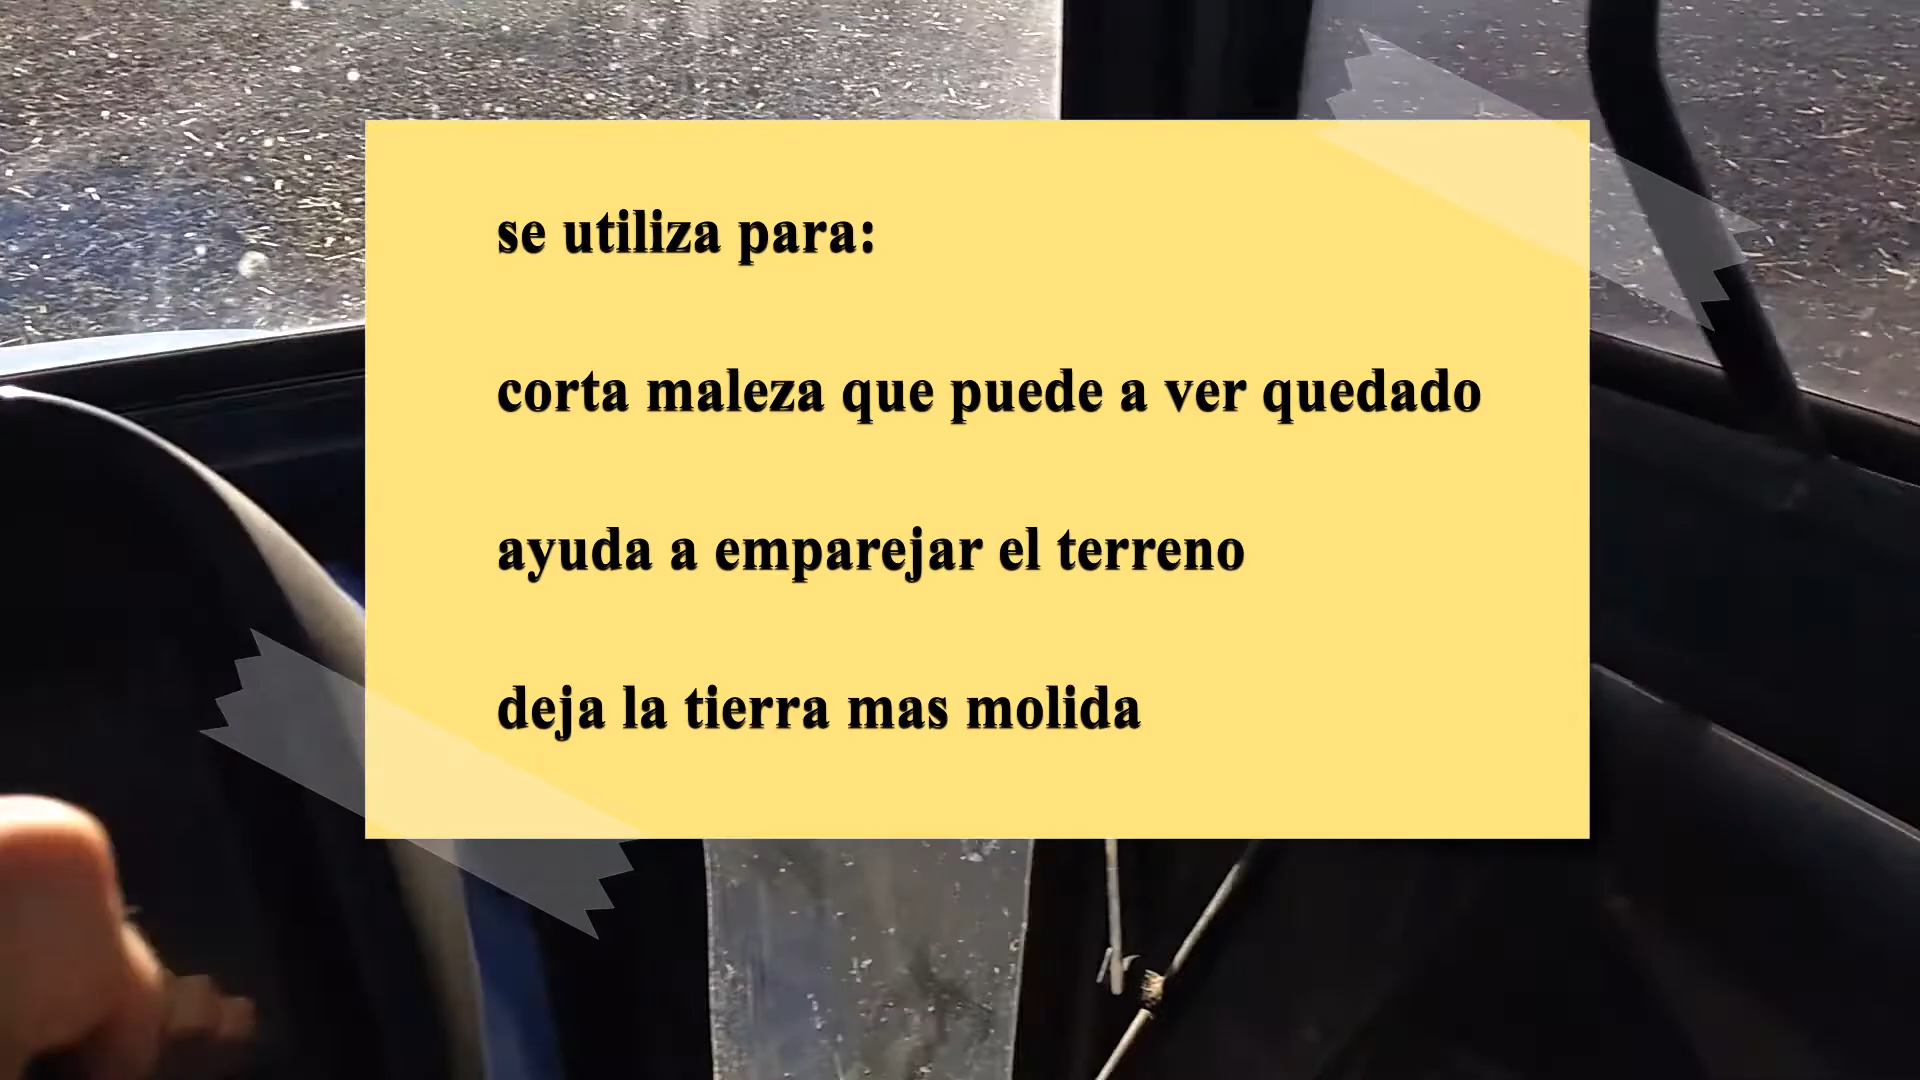 se utiliza para:
corta maleza que puede a ver quedado
ayuda a emparejar el terreno
deja la tierra mas molida